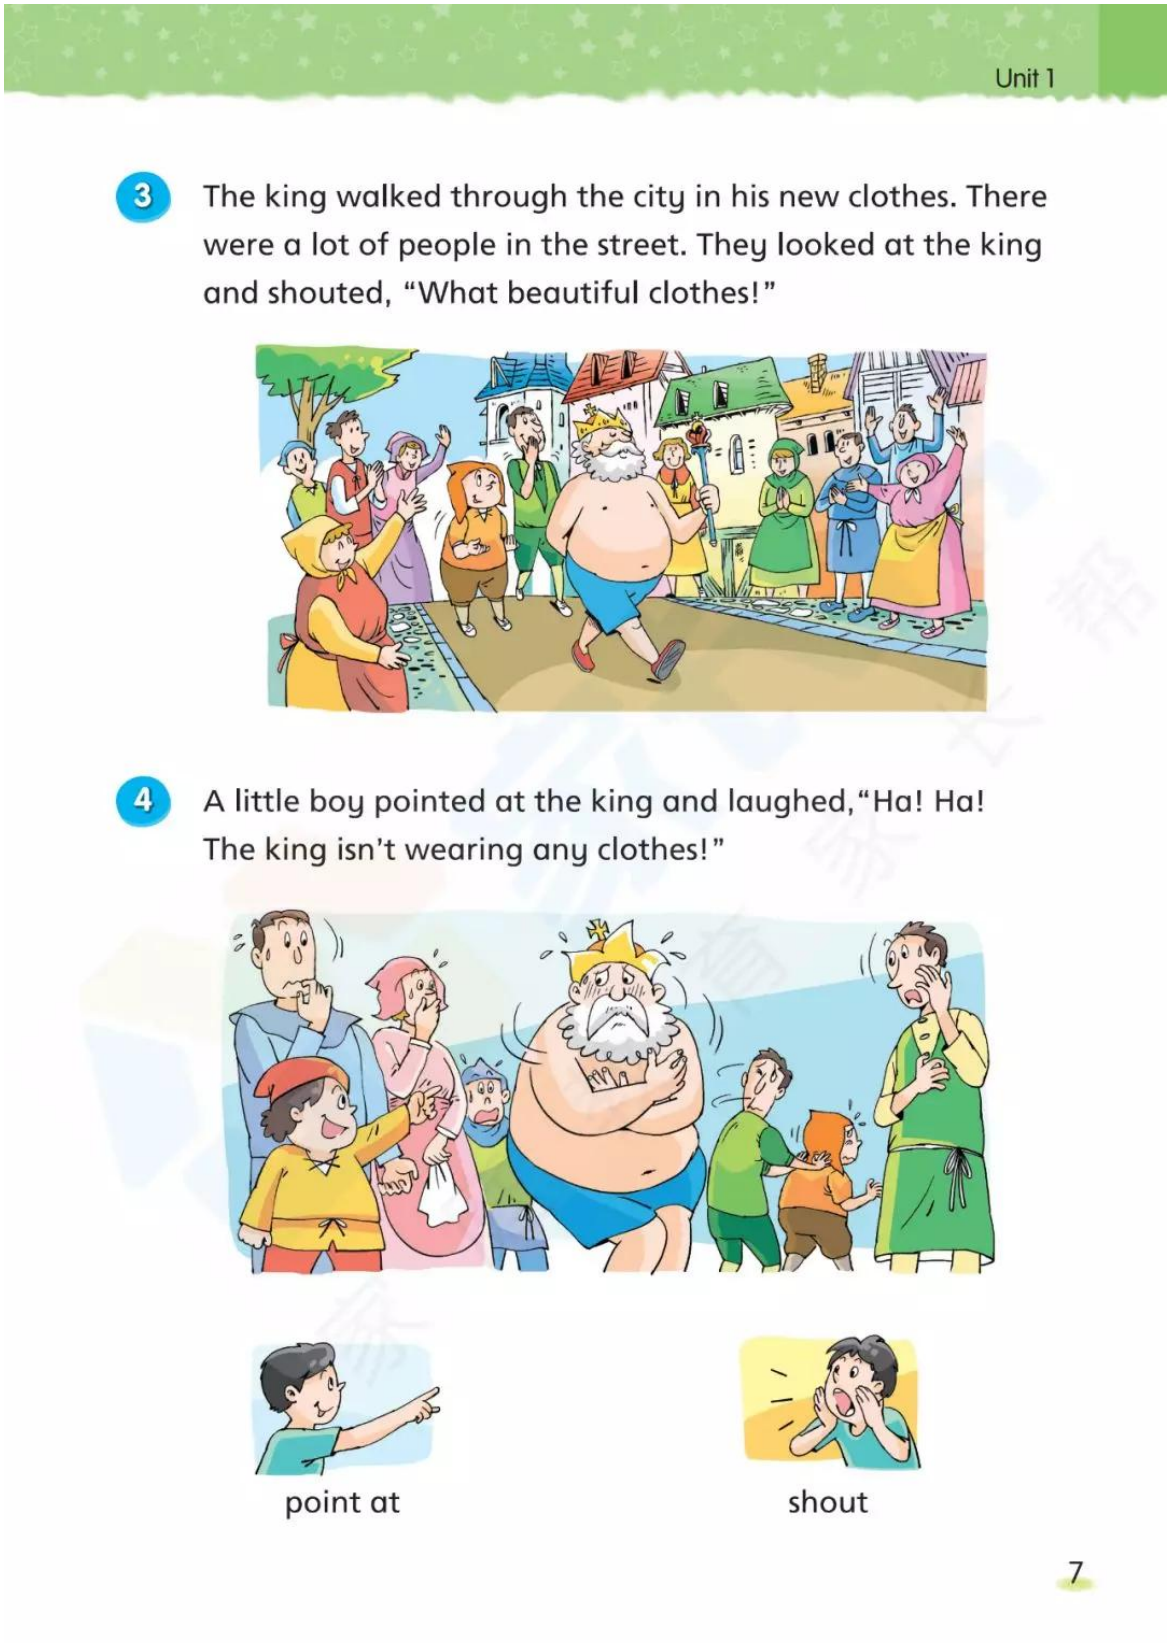 Unit 1
3
The king walked through the city in his new clothes. There
were a lot of people in the street. They looked at the king
and shouted, “What beautiful clothes!”
4
A little boy pointed at the king and laughed,“Ha! Ha!
The king isn’t wearing any clothes!”
point at
shout
7